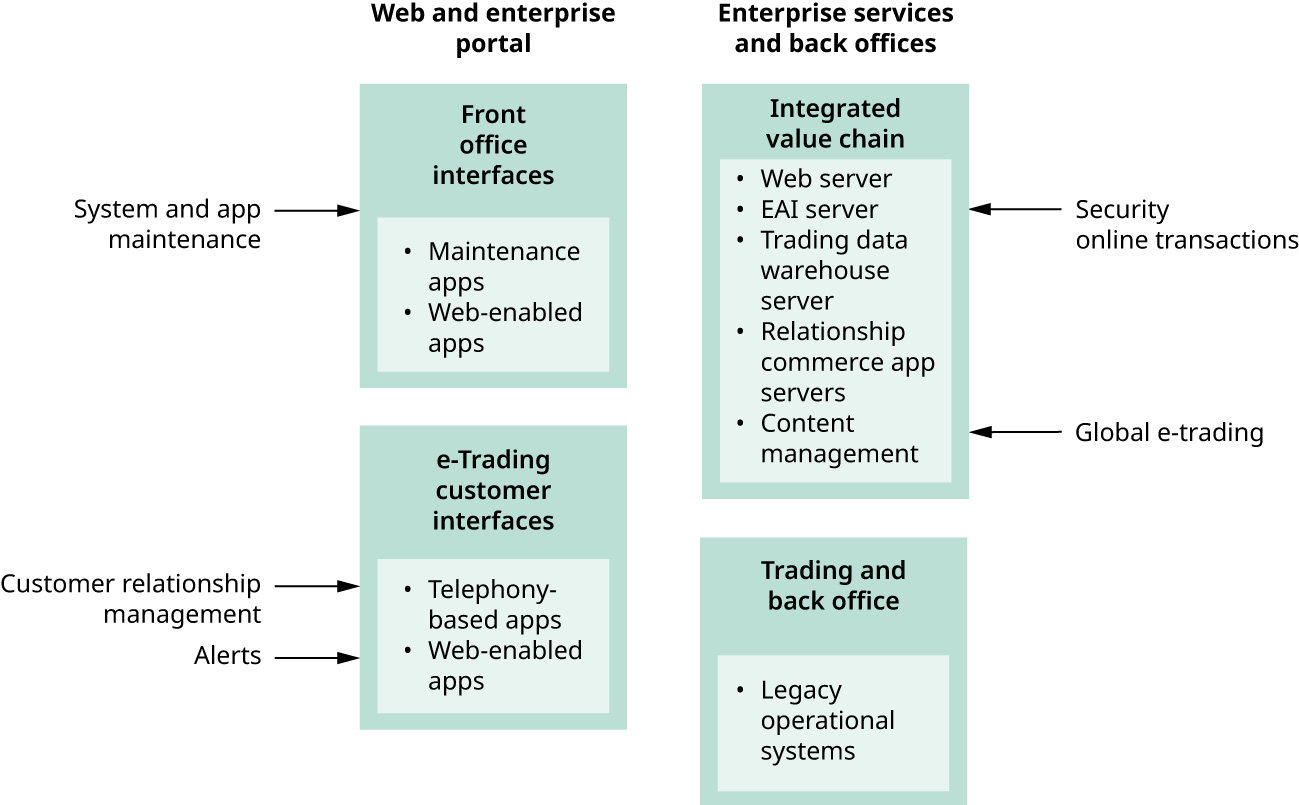 Web and enterprise
portal
Enterprise services
and back offices
Front
office
interfaces
System and app
maintenance
• Maintenance
apps
• Web-enabled
apps
e-Trading
customer
interfaces
Customer relationship
management
Alerts
• Telephony-
based apps
• Web-enabled
apps
Integrated
value chain
• Web server
• EAI server
• Trading data
warehouse
server
• Relationship
commerce app
servers
• Content
management
Security
online transactions
Global e-trading
Trading and
back office
• Legacy
operational
systems